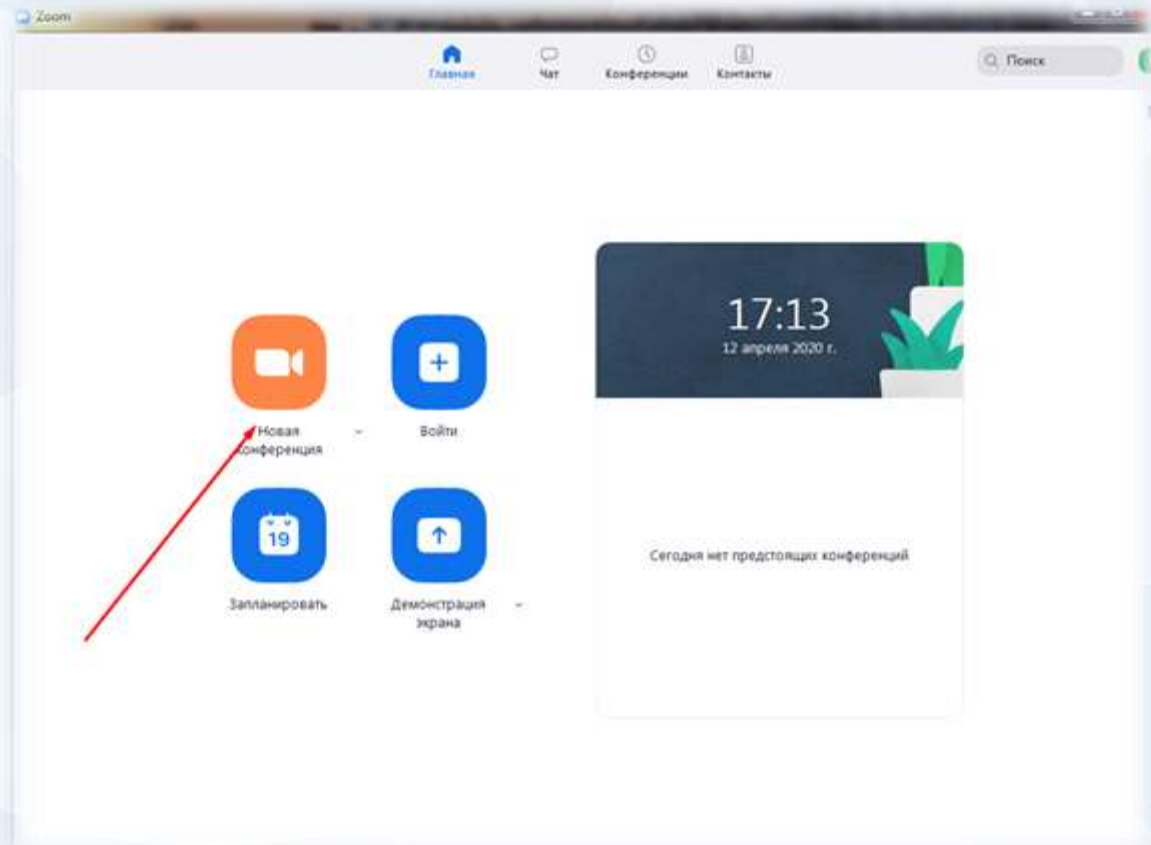 Zoom
Главная
Чат
Конференции
Контакты
Поиск
17:13
12 апреля 2020 г.
Новая
конференция
Войти
19
Запланировать
Демонстрация
экрана
Сегодня нет предстоящих конференций